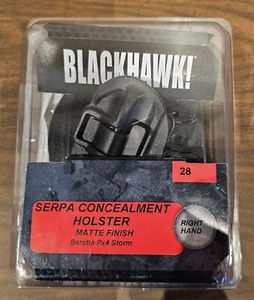 BLACKHAWK!
28
SERPA CONCEALMENT
HOLSTER
MATTE FINISH
Beretta Px4 Storm
RIGHT
HAND